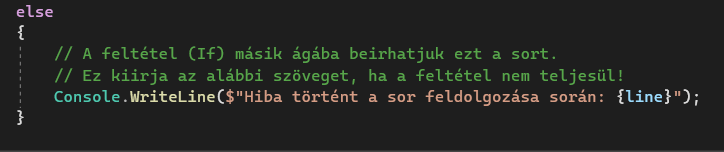 else
{
// A feltétel (If) másik ágába beirhatjuk ezt a sort.
// Ez kiirja az alábbi szöveget, ha a feltétel nem teljesül!
Console.WriteLine($"Hiba történt a sor feldolgozása során: {line}");
}